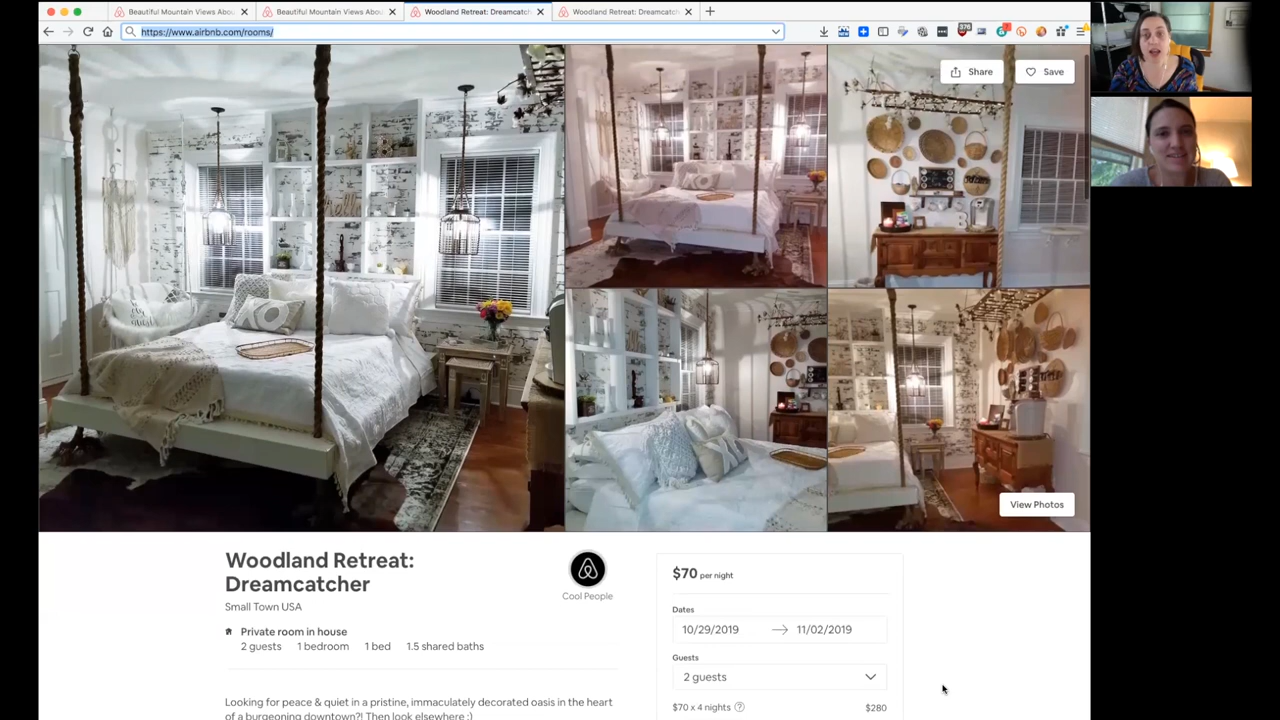 Beautiful Mountain Views Abou
Beautiful Mountain Views Abou
Woodland Retreat: Dreamcatch
Woodland Retreat: Dreamcatch
https://www.airbnb.com/rooms/
376
Share
Save
hello
View Photos
Woodland Retreat:
Dreamcatcher
Small Town USA
Cool People
Private room in house
2 guests 1 bedroom 1 bed 1.5 shared baths
Looking for peace & quiet in a pristine, immaculately decorated oasis in the heart
of a burgeoning downtown?! Then look elsewhere ;)
$70 per night
Dates
10/29/2019 11/02/2019
Guests
2 guests
$70 x 4 nights ? $280